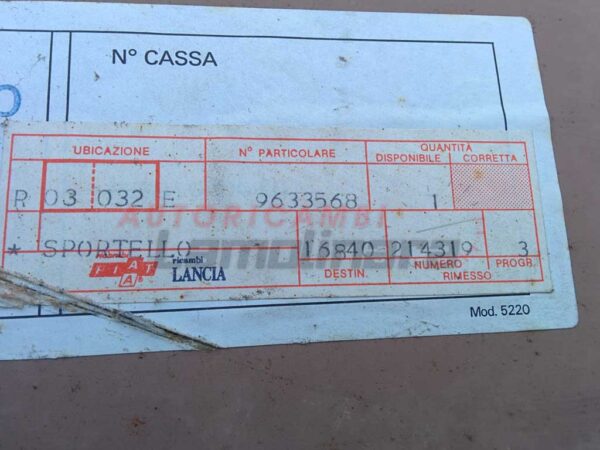 N° CASSA
O
UBICAZIONE N° PARTICOLARE QUANTITÀ
DISPONIBILE CORRETTA
R 03 032 E 9633568 1
AUTORICAMBI
* SPORTELLO 16840 214319 3
FIAT ricambi LANCIA DESTIN. NUMERO RIMESSO PROGR.
Mod. 5220